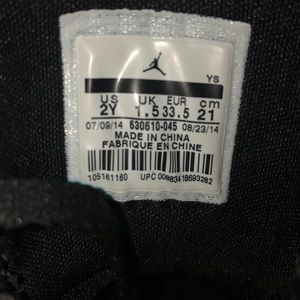 YS
US UK EUR cm
2Y 1.5 33.5 21
07/09/14 630610-045 08/23/14
MADE IN CHINA
FABRIQUE EN CHINE
105161160 UPC 00883418693282